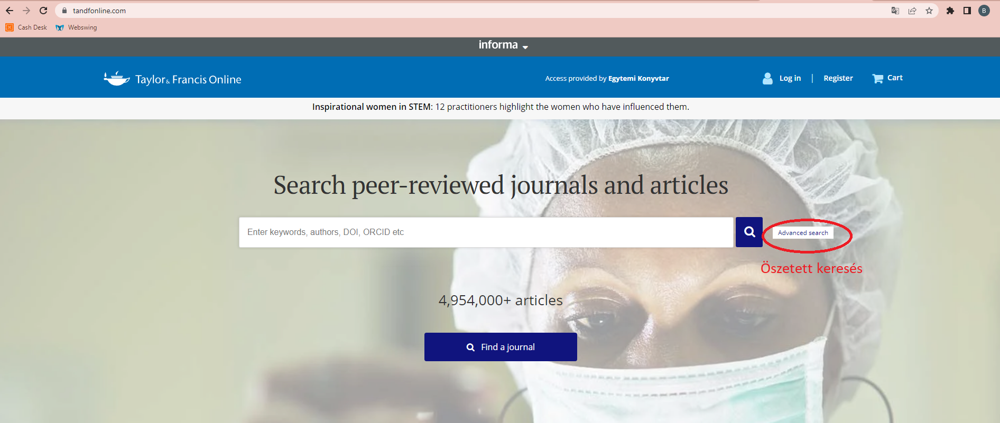 tandfonline.com
B
Cash Desk Webswing
informa
Taylor & Francis Online
Access provided by Egytemi Konyvtar
Log in | Register
Cart
Inspirational women in STEM: 12 practitioners highlight the women who have influenced them.
Search peer-reviewed journals and articles
Enter keywords, authors, DOI, ORCID etc
Advanced search
Öszetett keresés
4,954,000+ articles
Find a journal